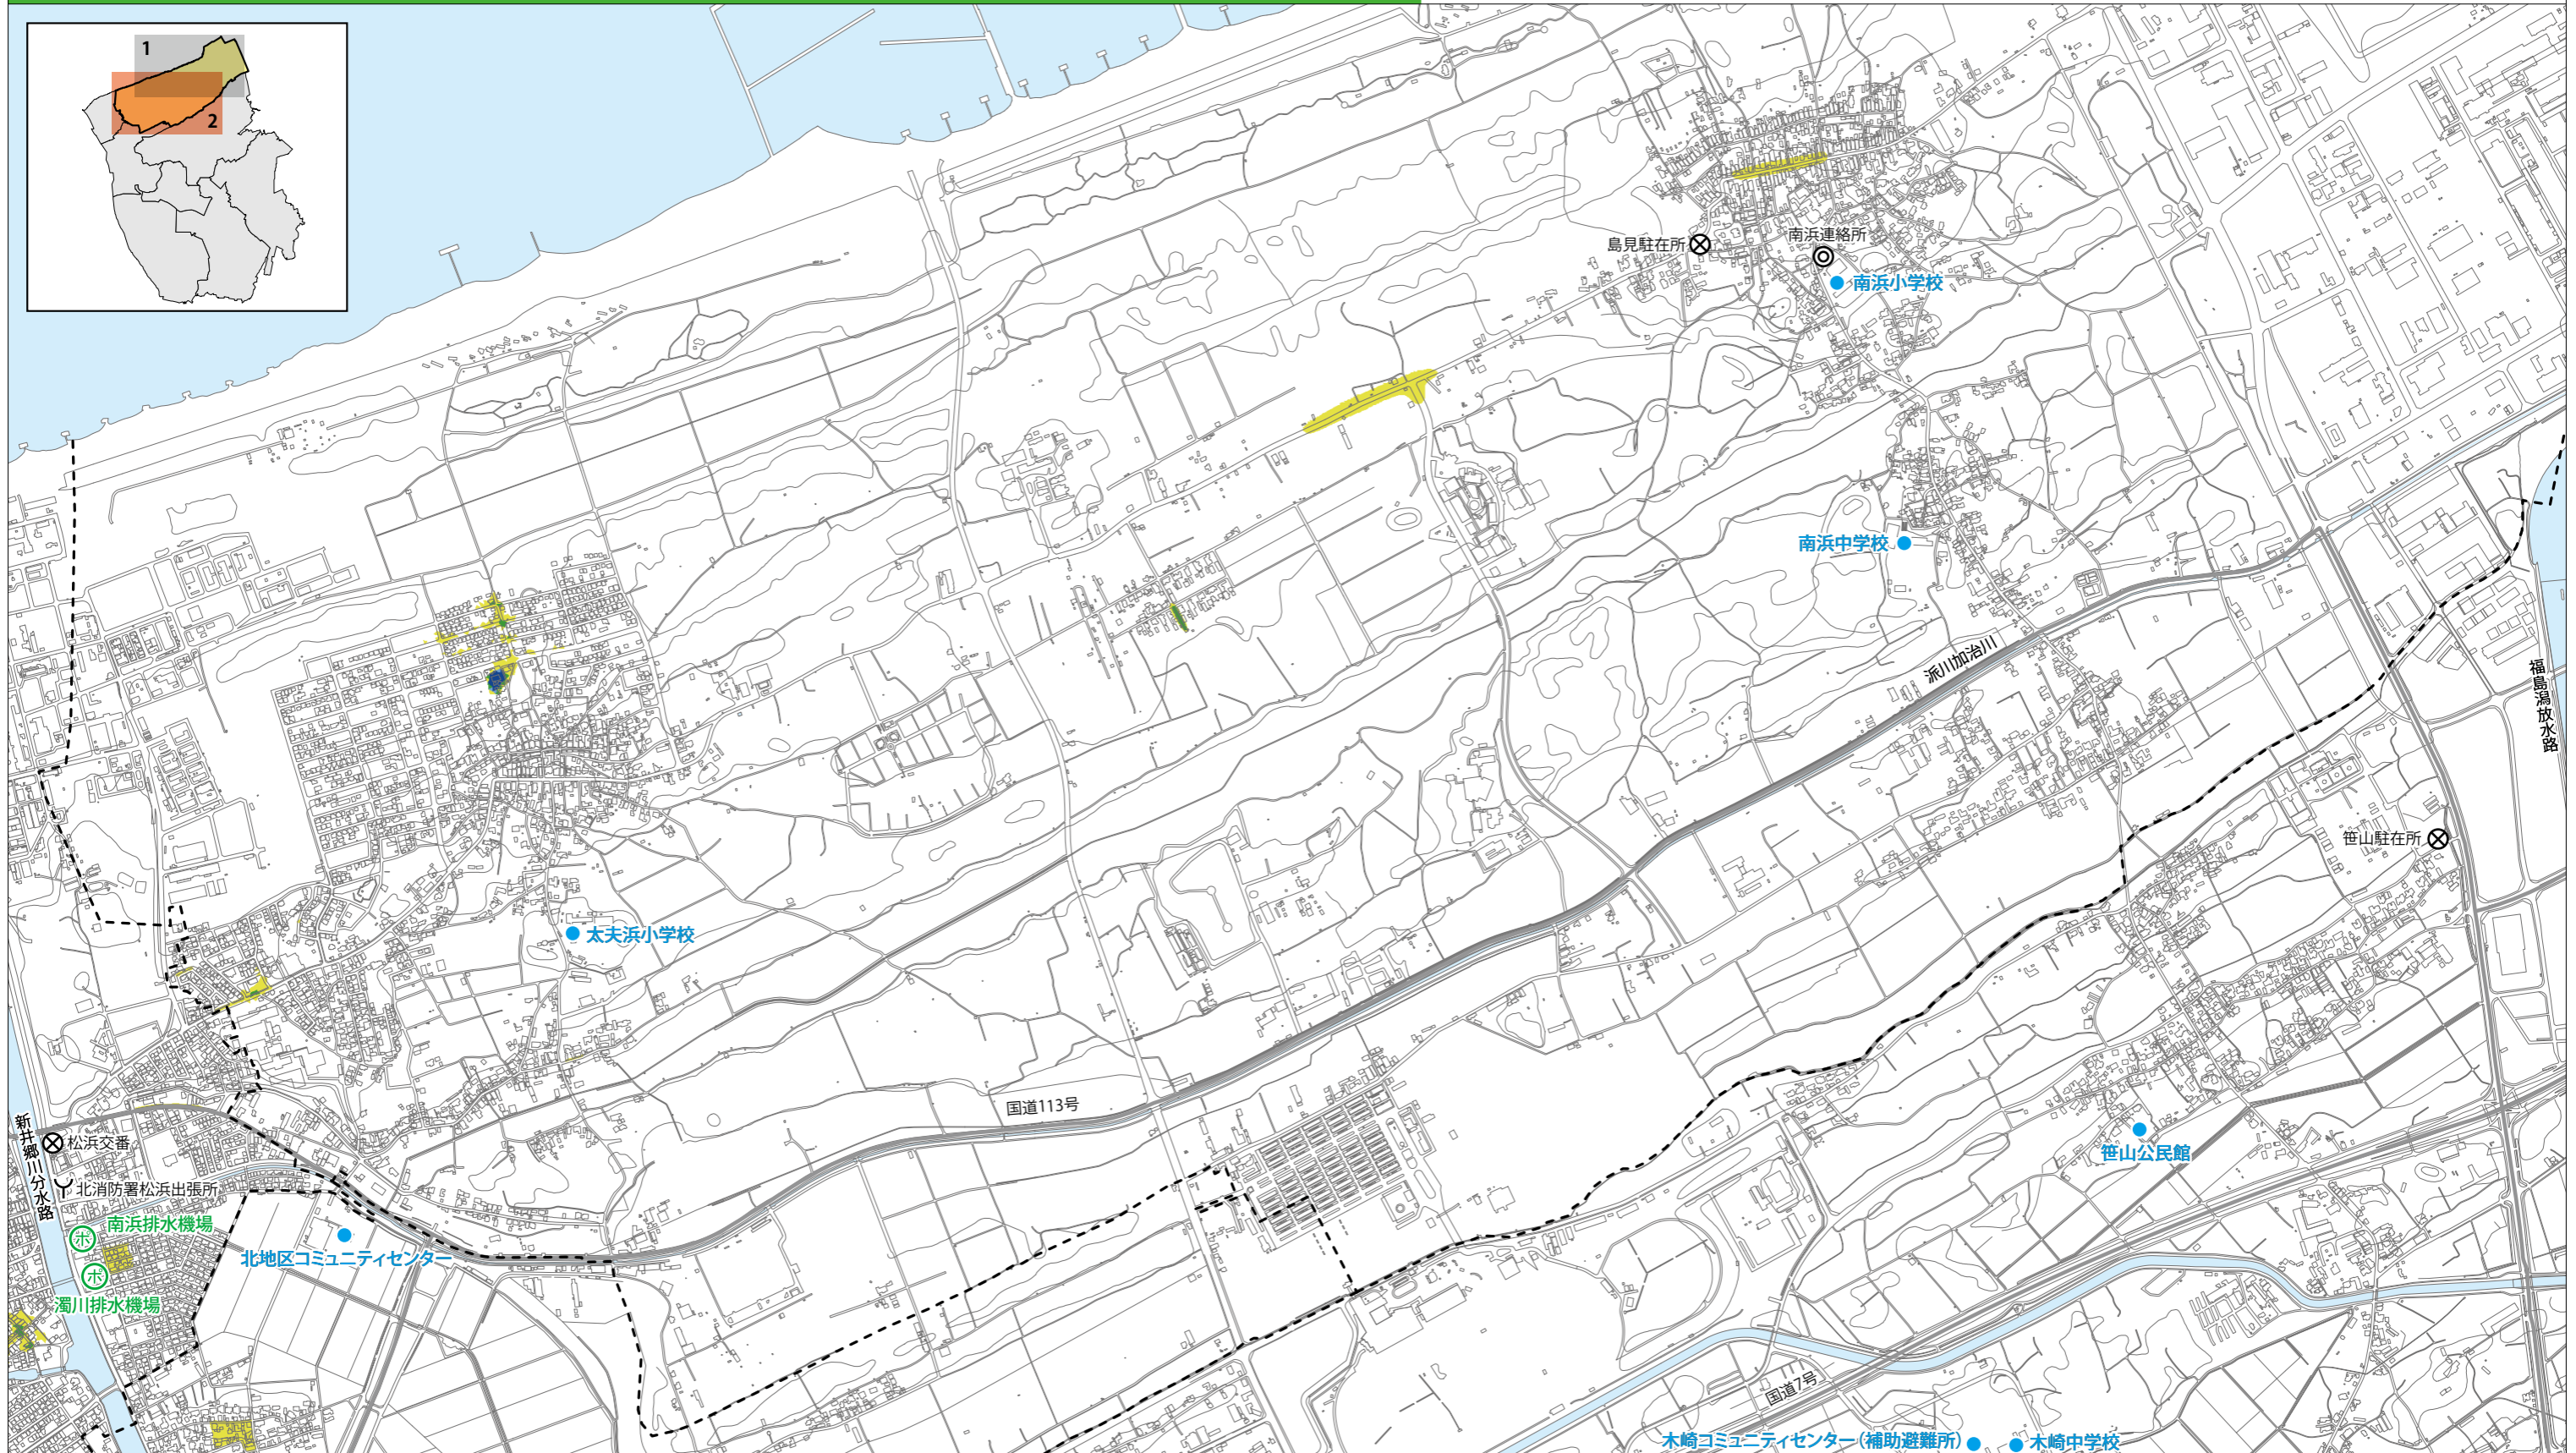 1
2
島見駐在所
南浜連絡所
南浜小学校
南浜中学校
派川加治川
福島潟放水路
笹山駐在所
太夫浜小学校
国道113号
新井郷川分水路
松浜交番
北消防署松浜出張所
南浜排水機場
ポ
北地区コミュニティセンター
ポ
濁川排水機場
笹山公民館
国道7号
木崎コミュニティセンター（補助避難所）
木崎中学校